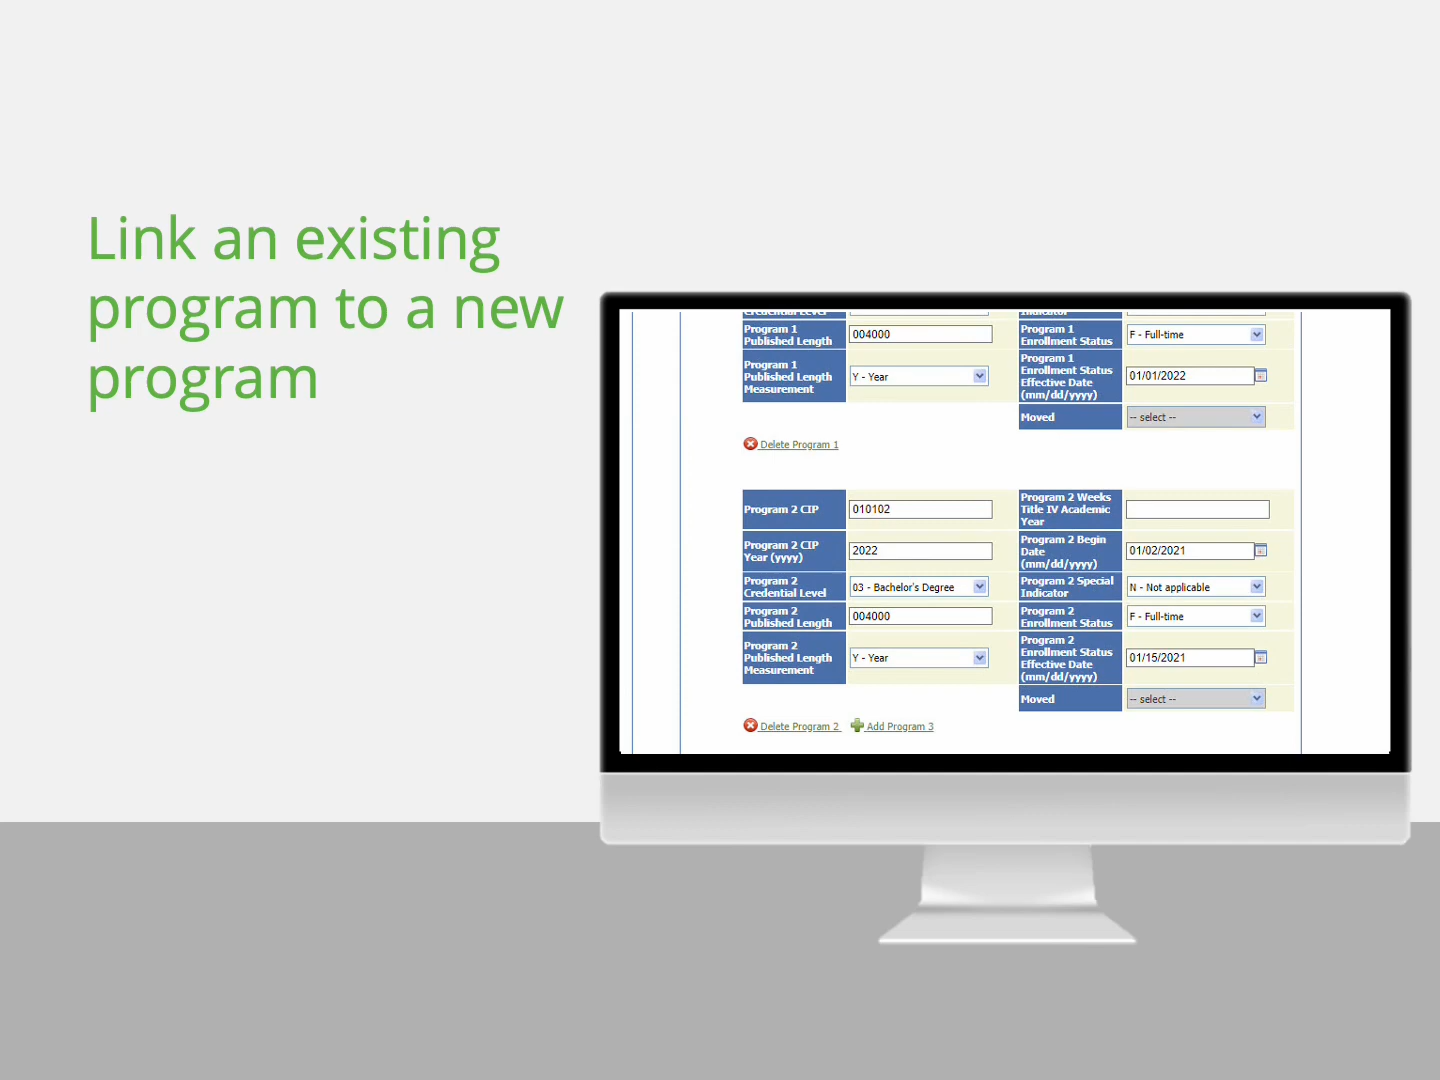 Link an existing
program to a new
program
Credential Level
Indicator
Program 1
Published Length
004000
Program 1
Enrollment Status
F - Full-time
Program 1
Published Length
Measurement
Y - Year
Program 1
Enrollment Status
Effective Date
(mm/dd/yyyy)
01/01/2022
Moved
-- select --
Delete Program 1
Program 2 CIP
010102
Program 2 Weeks
Title IV Academic
Year
Program 2 CIP
Year (yyyy)
2022
Program 2 Begin
Date
(mm/dd/yyyy)
01/02/2021
Program 2
Credential Level
03 - Bachelor's Degree
Program 2 Special
Indicator
N - Not applicable
Program 2
Published Length
004000
Program 2
Enrollment Status
F - Full-time
Program 2
Published Length
Measurement
Y - Year
Program 2
Enrollment Status
Effective Date
(mm/dd/yyyy)
01/15/2021
Moved
-- select --
Delete Program 2
Add Program 3